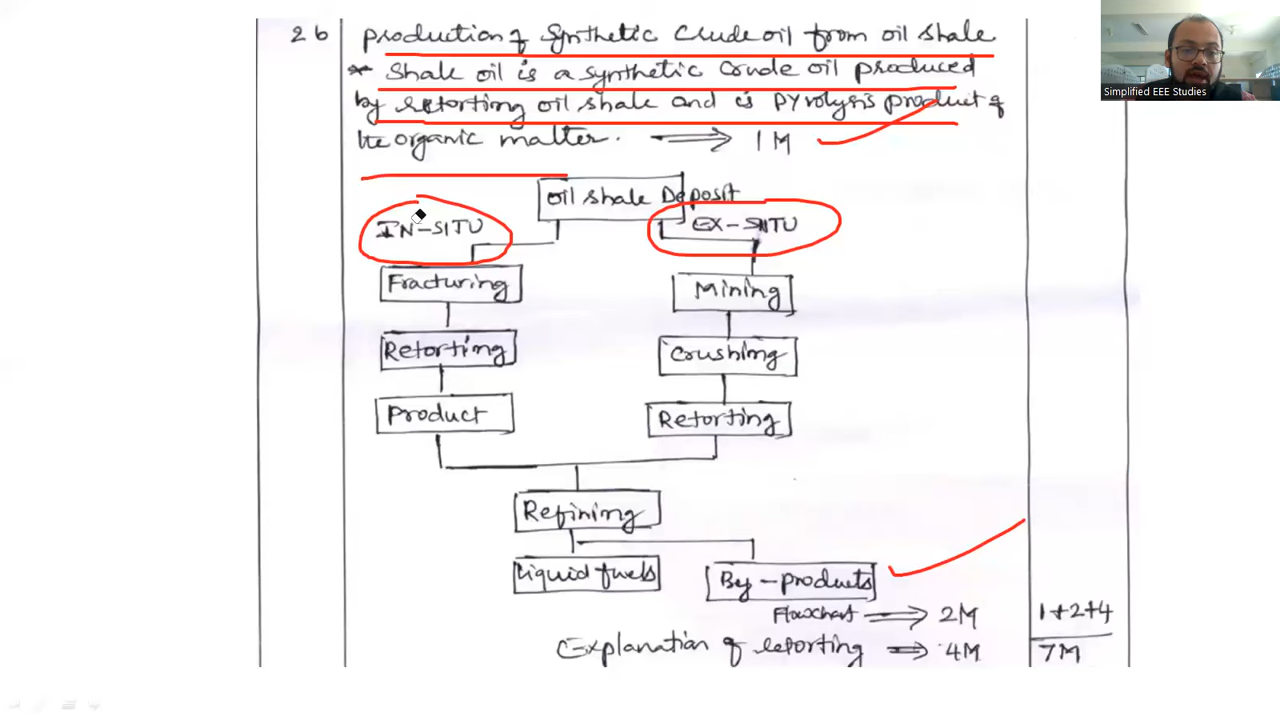 26
production of Synthetic Crude oil from oil shale
* Shale oil is a synthetic crude oil produced
by retorting oil shale and is pyrolysis product of
the organic matter. ⟹ 1M
oil shale Deposit
IN-SITU
EX-SITU
Fracturing
Mining
Retorting
Crushing
Product
Retorting
Refining
Liquid fuels
By-products
Flowchart ⟹ 2M
1+2+4
Explanation of retorting ⟹ 4M
7M
Simplified EEE Studies